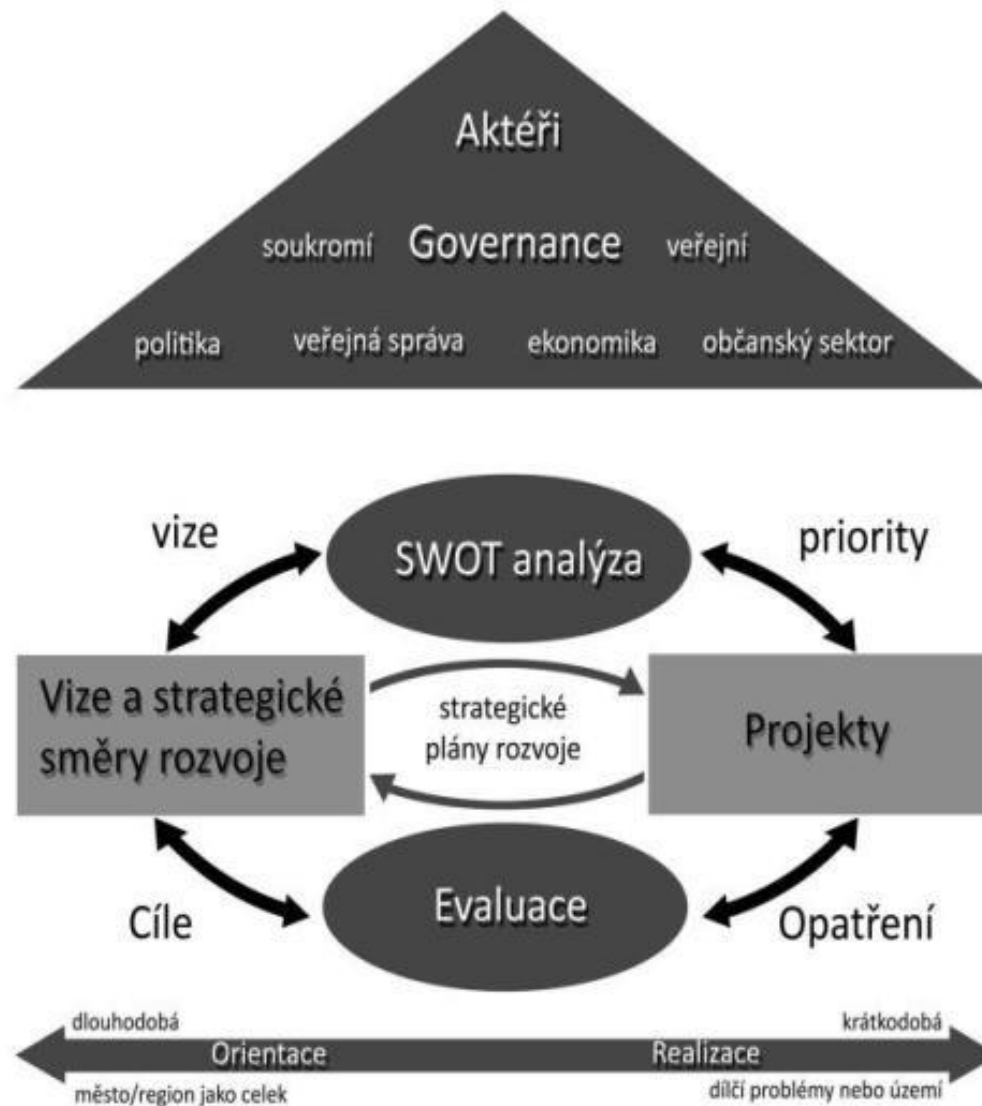 Aktéři
soukromí Governance veřejní
politika veřejná správa ekonomika občanský sektor
vize
SWOT analýza
priority
Vize a strategické
směry rozvoje
strategické
plány rozvoje
Projekty
Cíle
Evaluace
Opatření
dlouhodobá krátkodobá
Orientace Realizace
město/region jako celek dílčí problémy nebo území